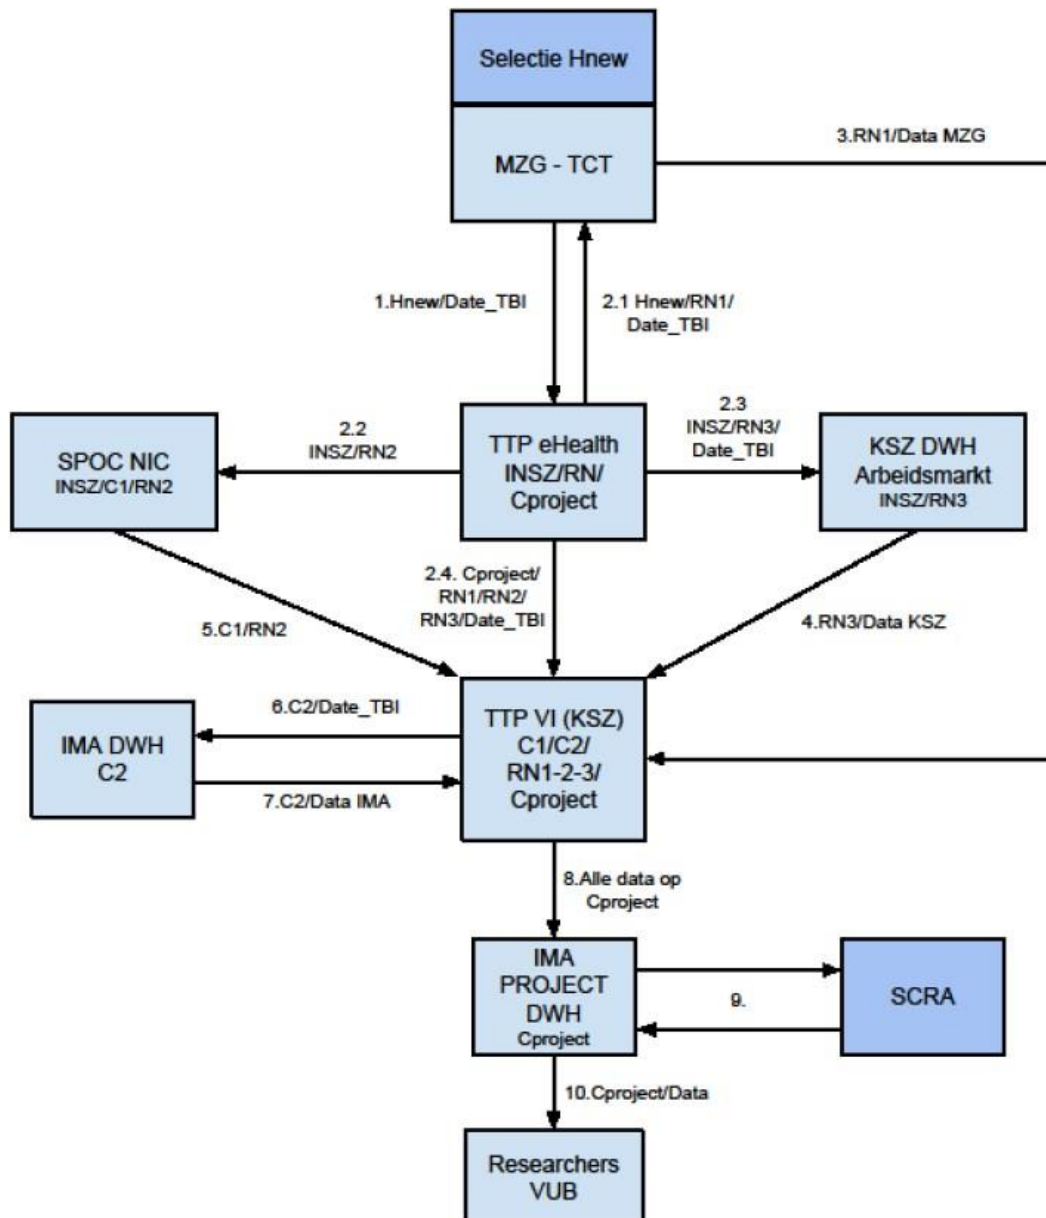 Selectie Hnew
MZG - TCT
3.RN1/Data MZG
1.Hnew/Date_TBI
2.1 Hnew/RN1/
Date_TBI
SPOC NIC
INSZ/C1/RN2
2.2
INSZ/RN2
TTP eHealth
INSZ/RN/
Cproject
2.3
INSZ/RN3/
Date_TBI
KSZ DWH
Arbeidsmarkt
INSZ/RN3
2.4. Cproject/
RN1/RN2/
RN3/Date_TBI
5.C1/RN2
4.RN3/Data KSZ
IMA DWH
C2
6.C2/Date_TBI
7.C2/Data IMA
TTP VI (KSZ)
C1/C2/
RN1-2-3/
Cproject
8.Alle data op
Cproject
IMA
PROJECT
DWH
Cproject
9.
SCRA
10.Cproject/Data
Researchers
VUB